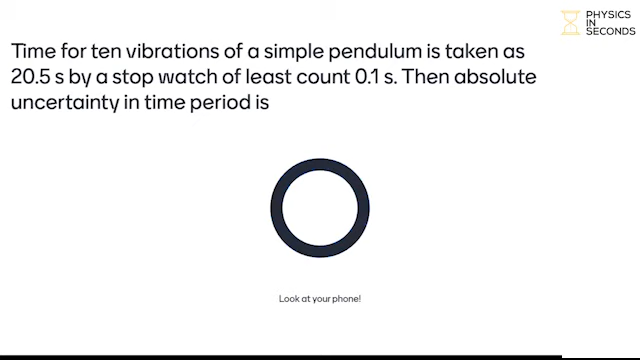 PHYSICS
IN
SECONDS
Time for ten vibrations of a simple pendulum is taken as
20.5 s by a stop watch of least count 0.1 s. Then absolute
uncertainty in time period is
Look at your phone!